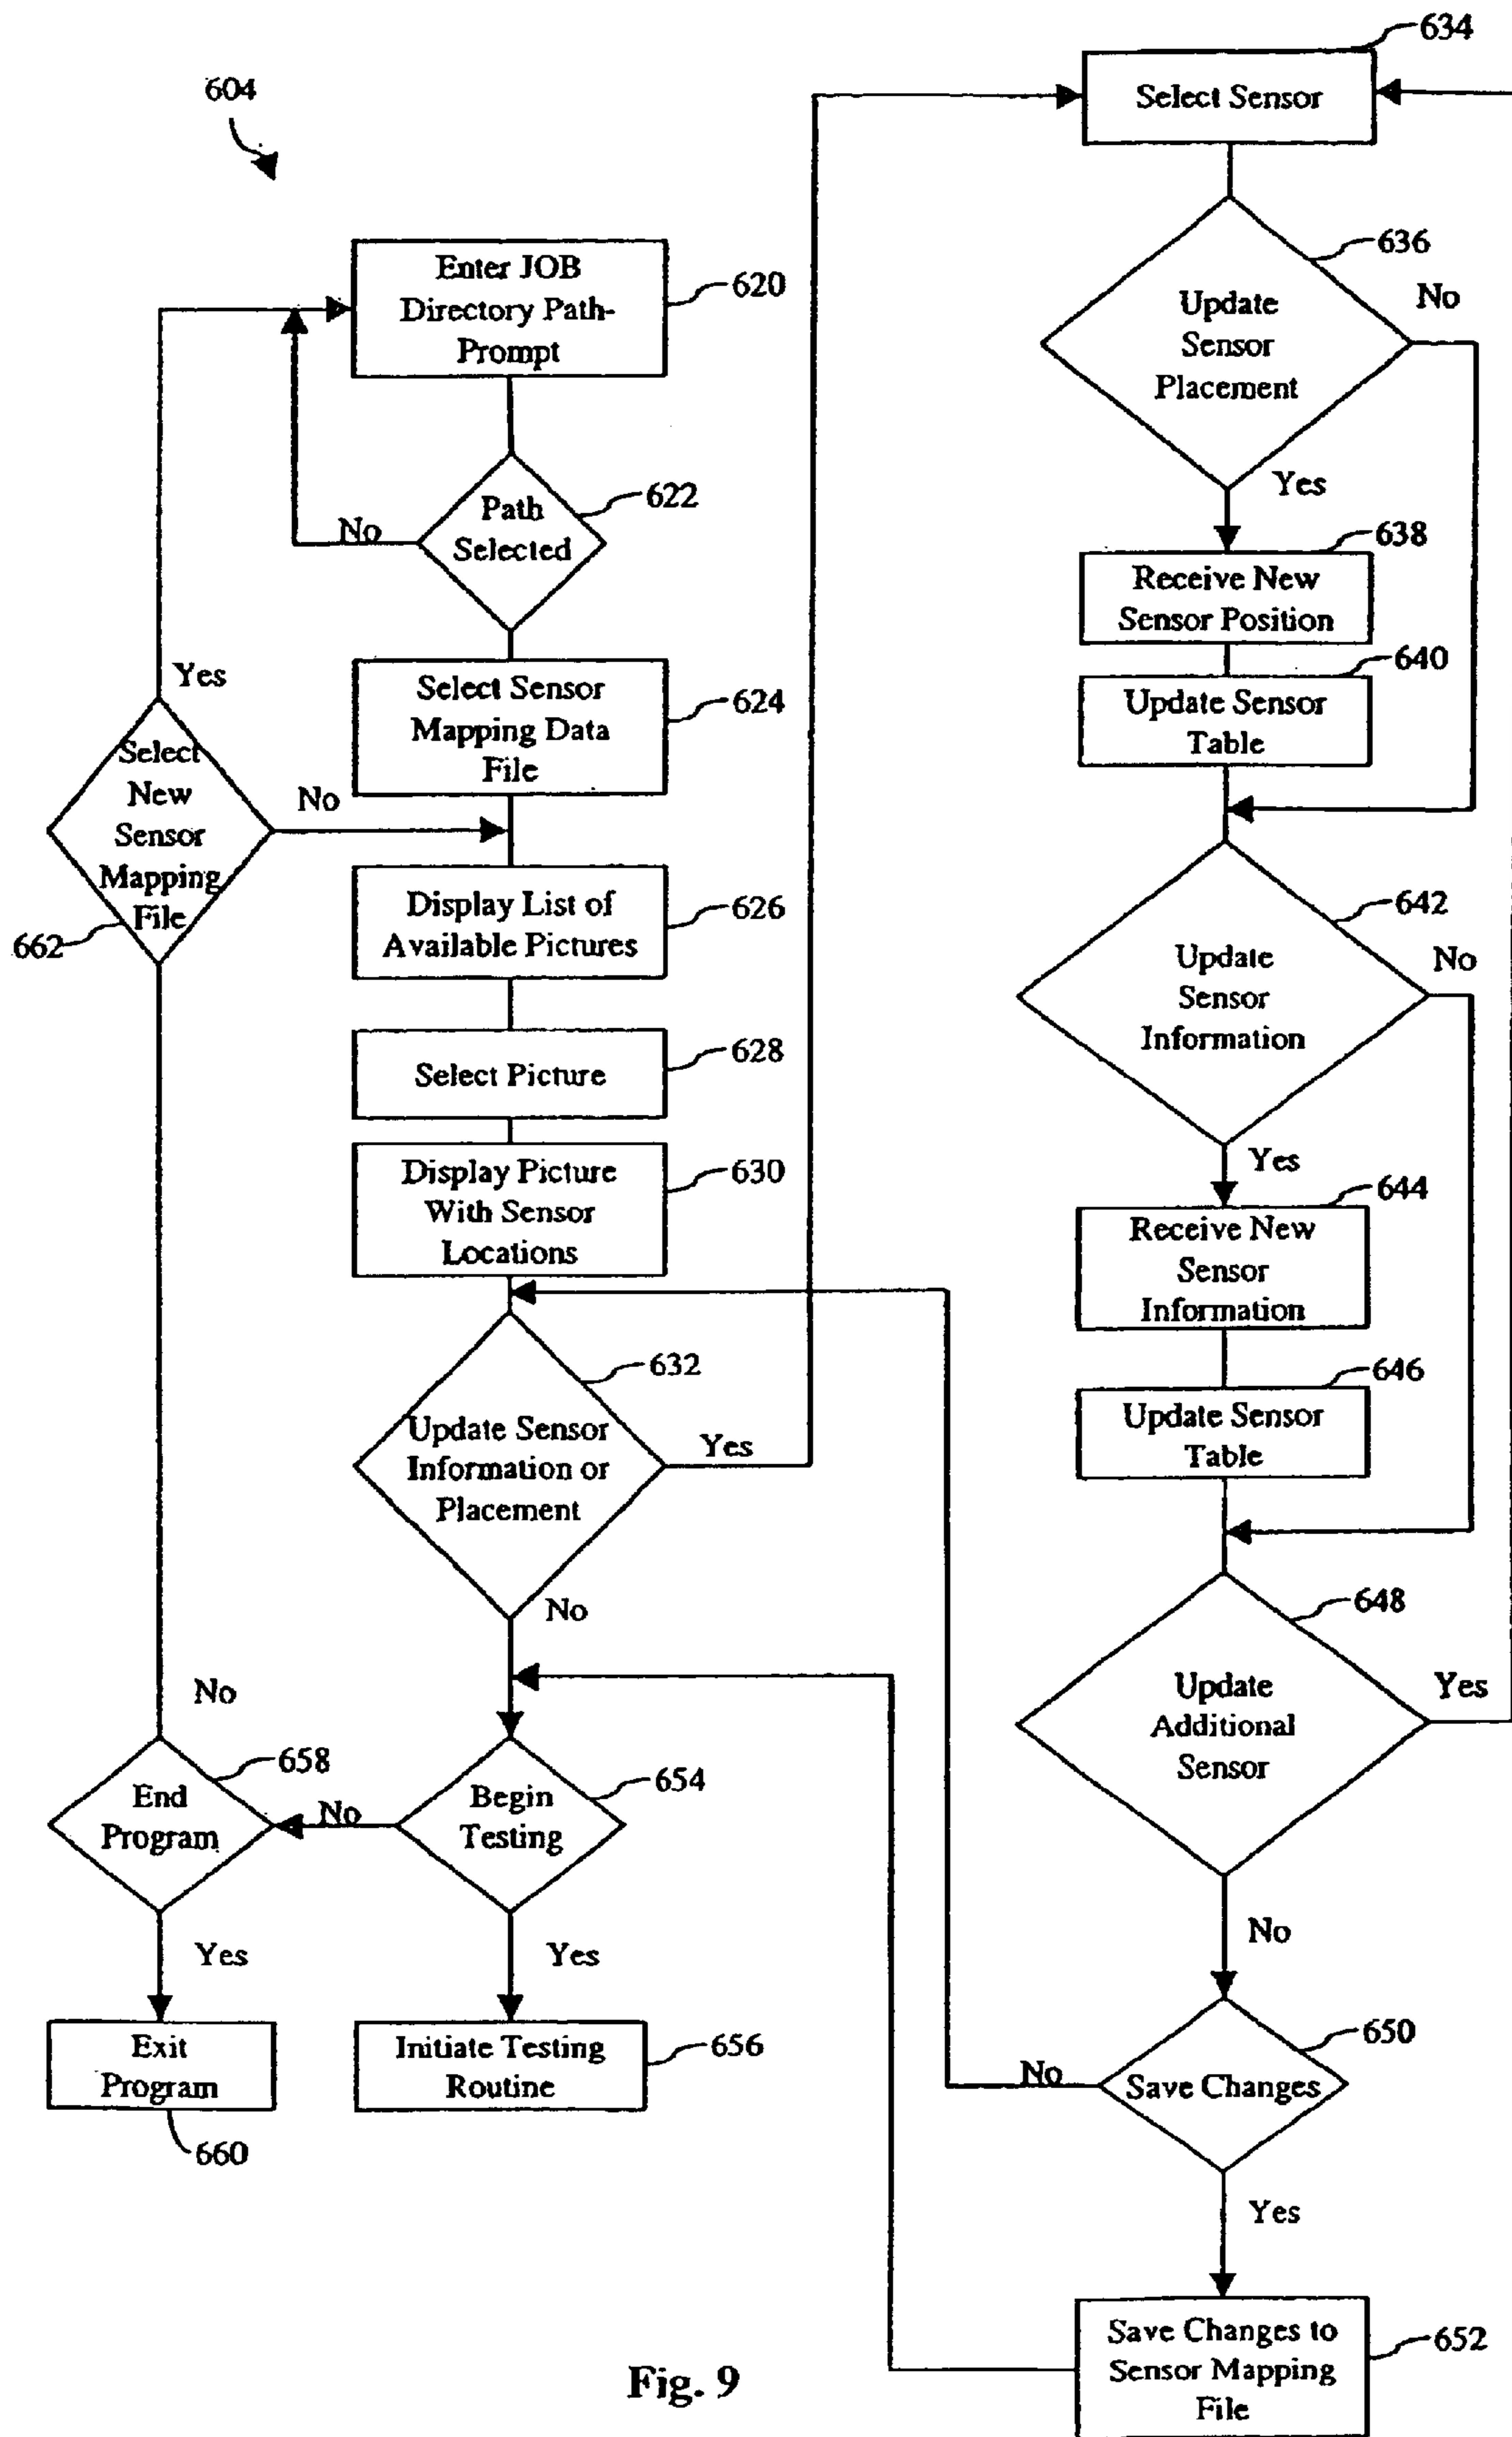 604
Enter JOB
Directory Path-
Prompt
620
Path
Selected
622
No
Select Sensor
Mapping Data
File
624
Yes
Select
New
Sensor
Mapping
File
662
No
Display List of
Available Pictures
626
Select Picture
628
Display Picture
With Sensor
Locations
630
Update Sensor
Information or
Placement
632
Yes
No
Begin
Testing
654
No
End
Program
658
No
Yes
Exit
Program
660
Yes
Initiate Testing
Routine
656
Select Sensor
634
Update
Sensor
Placement
636
No
Yes
Receive New
Sensor Position
638
Update Sensor
Table
640
Update
Sensor
Information
642
No
Yes
Receive New
Sensor
Information
644
Update Sensor
Table
646
Update
Additional
Sensor
648
Yes
No
Save Changes
650
No
Yes
Save Changes to
Sensor Mapping
File
652
Fig. 9